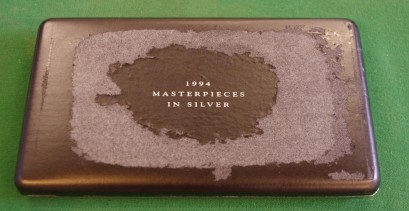 1994
MASTERPIECES
IN SILVER